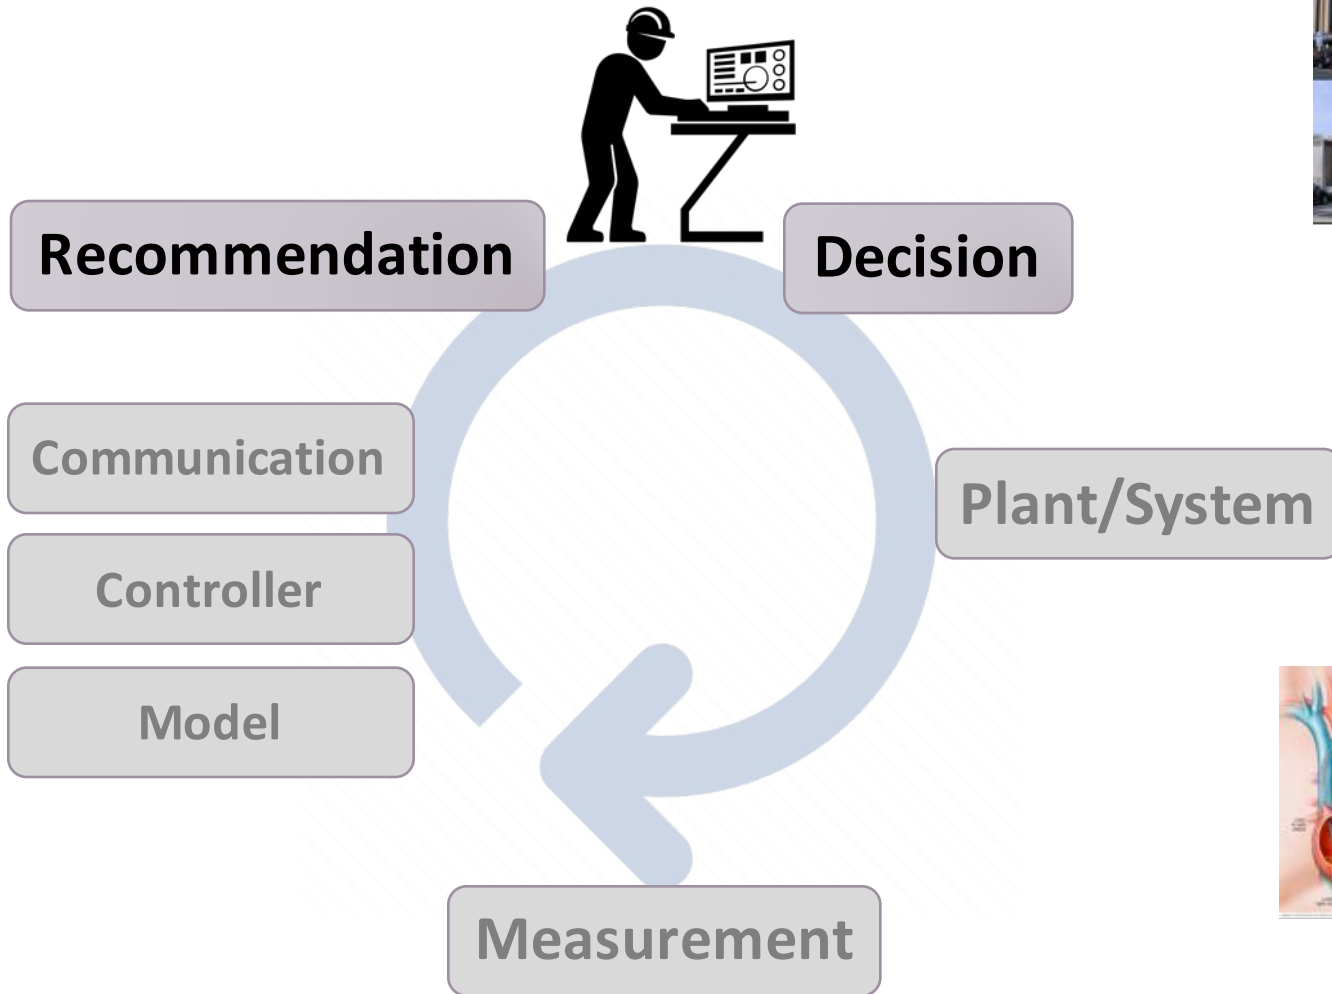 Recommendation
Decision
Communication
Plant/System
Controller
Model
Measurement